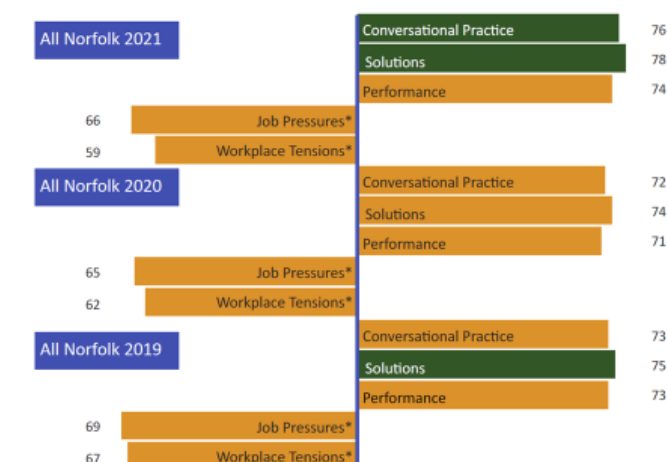 All Norfolk 2021
Conversational Practice 76
Solutions 78
Performance 74
66 Job Pressures*
59 Workplace Tensions*
All Norfolk 2020
Conversational Practice 72
Solutions 74
Performance 71
65 Job Pressures*
62 Workplace Tensions*
All Norfolk 2019
Conversational Practice 73
Solutions 75
Performance 73
69 Job Pressures*
67 Workplace Tensions*